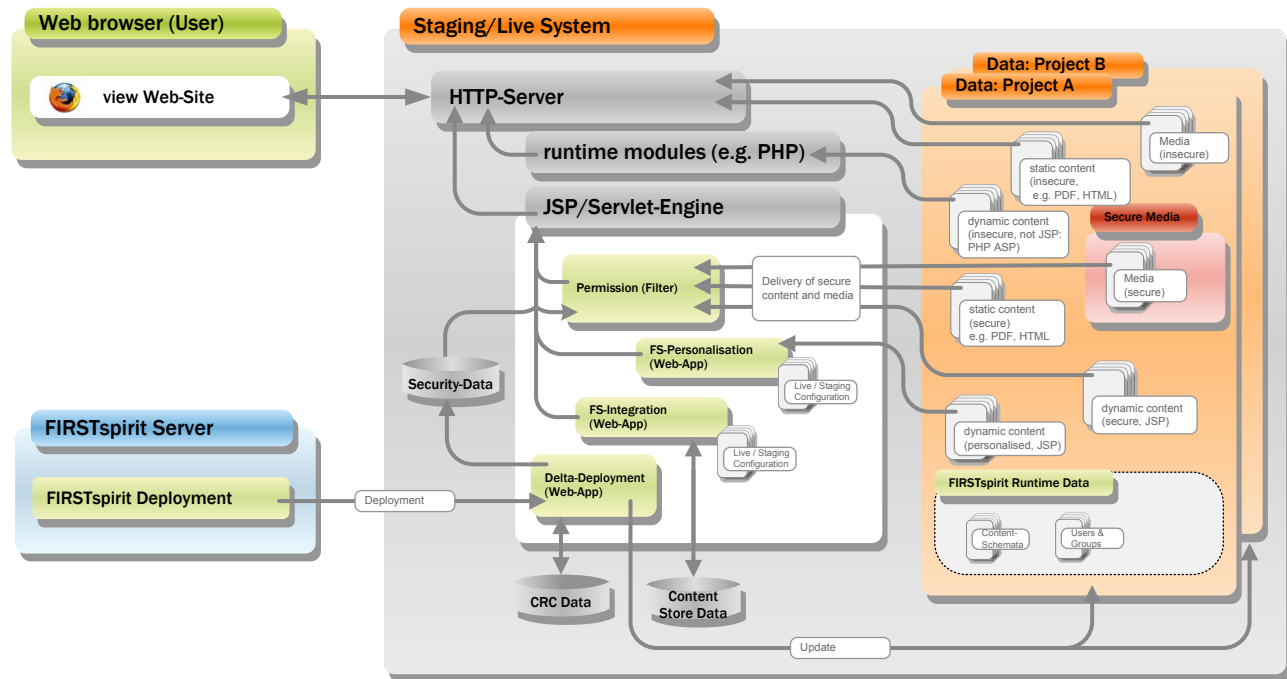 Web browser (User)
view Web-Site
Staging/Live System
HTTP-Server
runtime modules (e.g. PHP)
JSP/Servlet-Engine
Permission (Filter)
Delivery of secure
content and media
FS-Personalisation
(Web-App)
Live / Staging
Configuration
Security-Data
FS-Integration
(Web-App)
Live / Staging
Configuration
Delta-Deployment
(Web-App)
CRC Data
Content
Store Data
FIRSTspirit Server
FIRSTspirit Deployment
Deployment
Update
Data: Project B
Data: Project A
Media
(insecure)
static content
(insecure,
e.g. PDF, HTML)
dynamic content
(insecure, not JSP:
PHP ASP)
Secure Media
Media
(secure)
static content
(secure)
e.g. PDF, HTML
dynamic content
(secure, JSP)
dynamic content
(personalised, JSP)
FIRSTspirit Runtime Data
Content-
Schemata
Users &
Groups